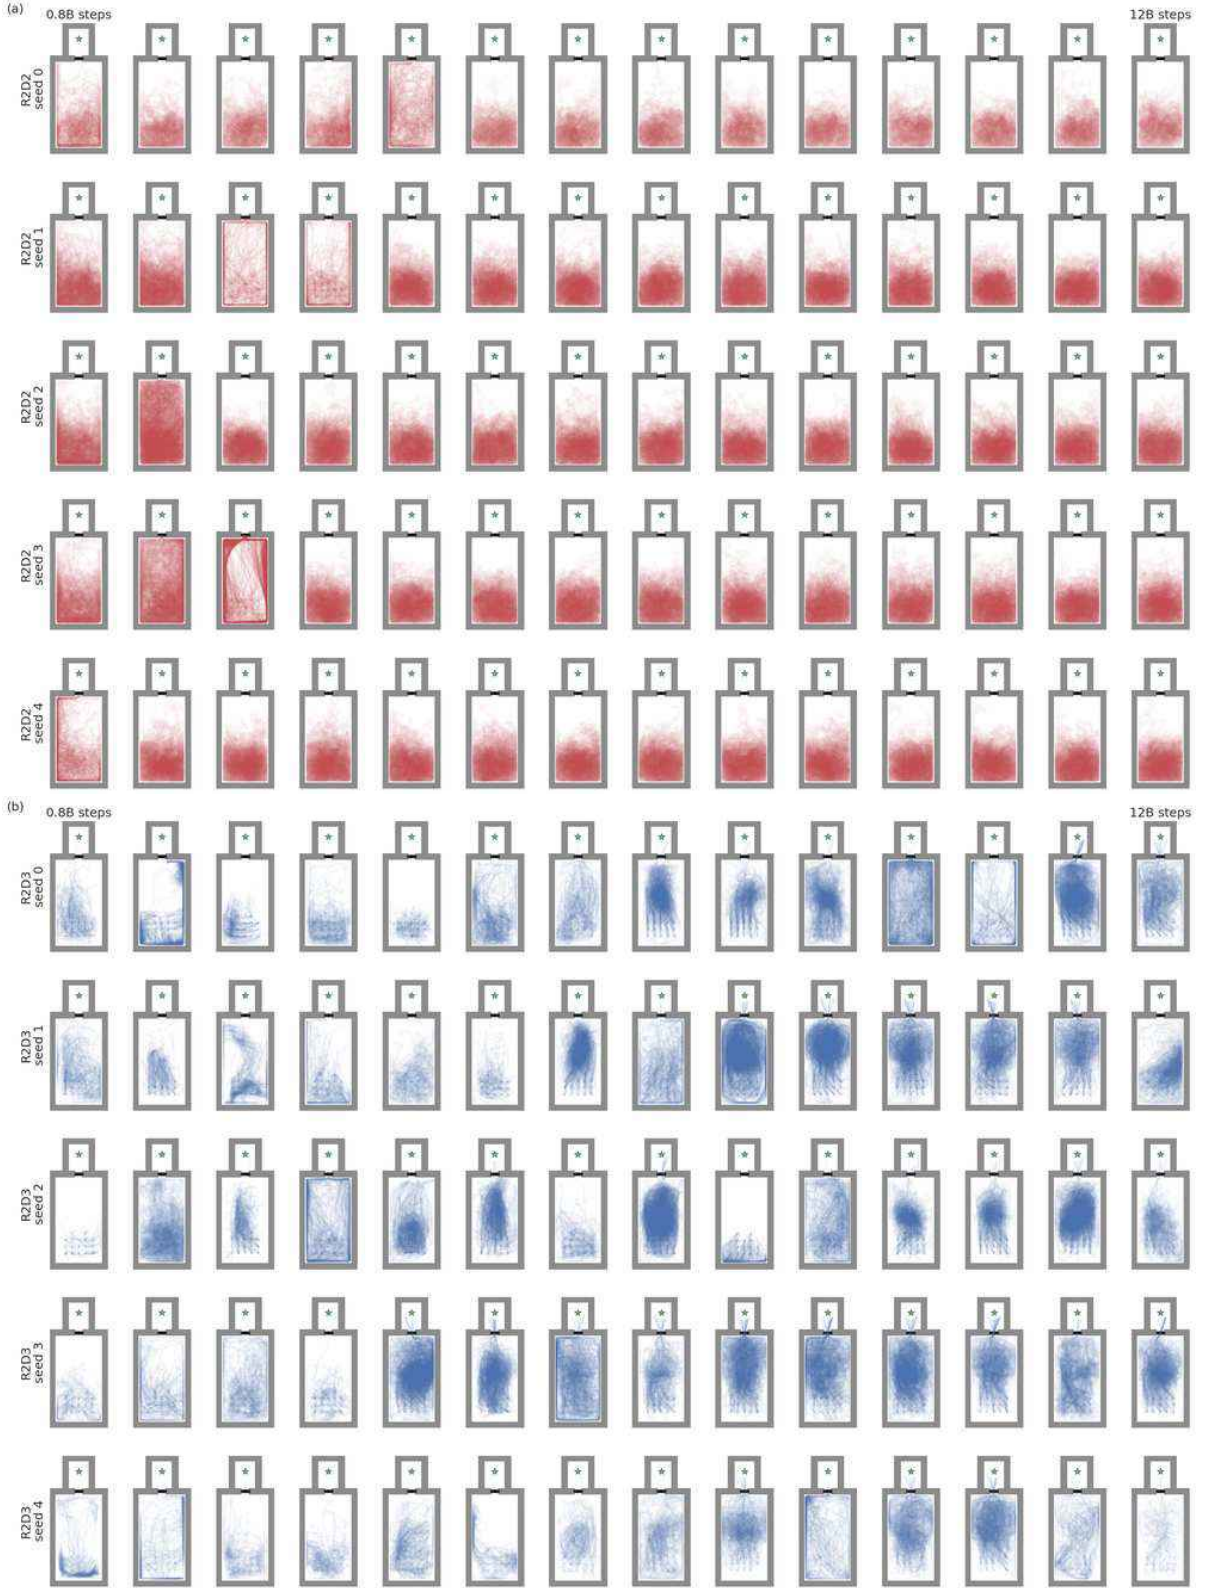 (a)
0.8B steps
12B steps
R2D2
seed 0
R2D2
seed 1
R2D2
seed 2
R2D2
seed 3
R2D2
seed 4
(b)
0.8B steps
12B steps
R2D3
seed 0
R2D3
seed 1
R2D3
seed 2
R2D3
seed 3
R2D3
seed 4